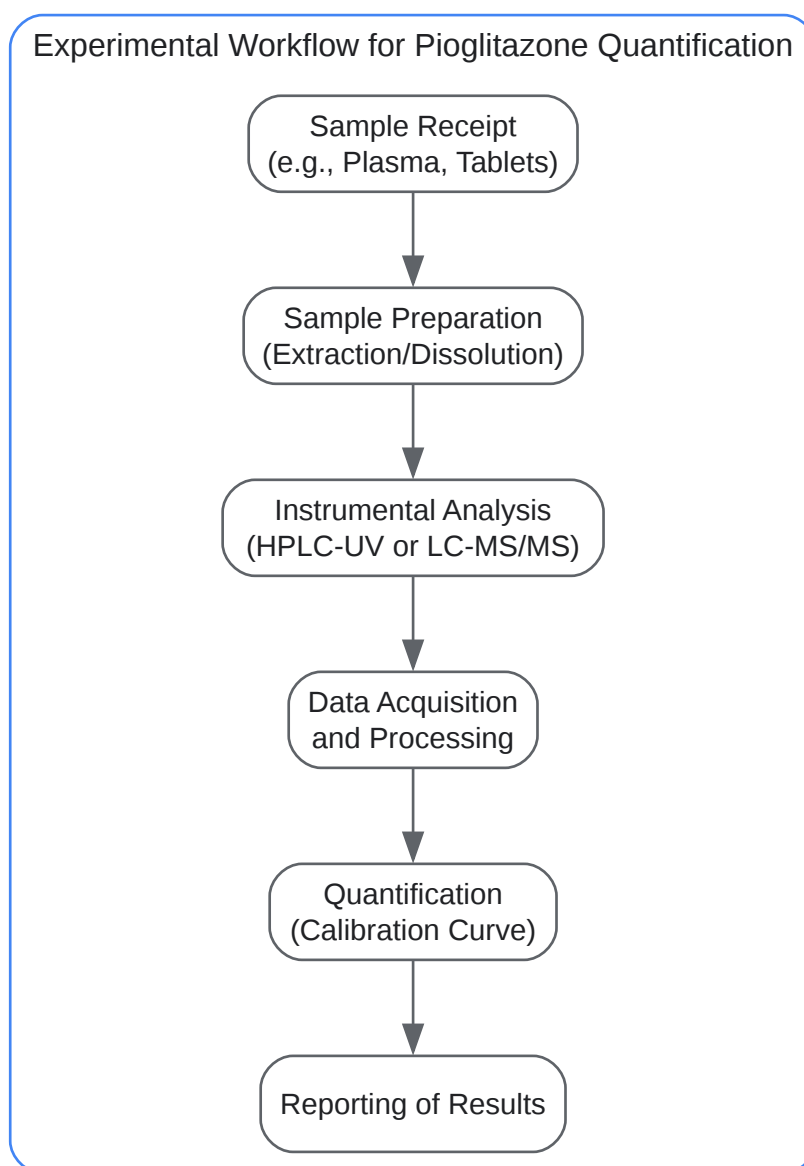 Experimental Workflow for Pioglitazone Quantification
Sample Receipt
(e.g., Plasma, Tablets)
Sample Preparation
(Extraction/Dissolution)
Instrumental Analysis
(HPLC-UV or LC-MS/MS)
Data Acquisition
and Processing
Quantification
(Calibration Curve)
Reporting of Results